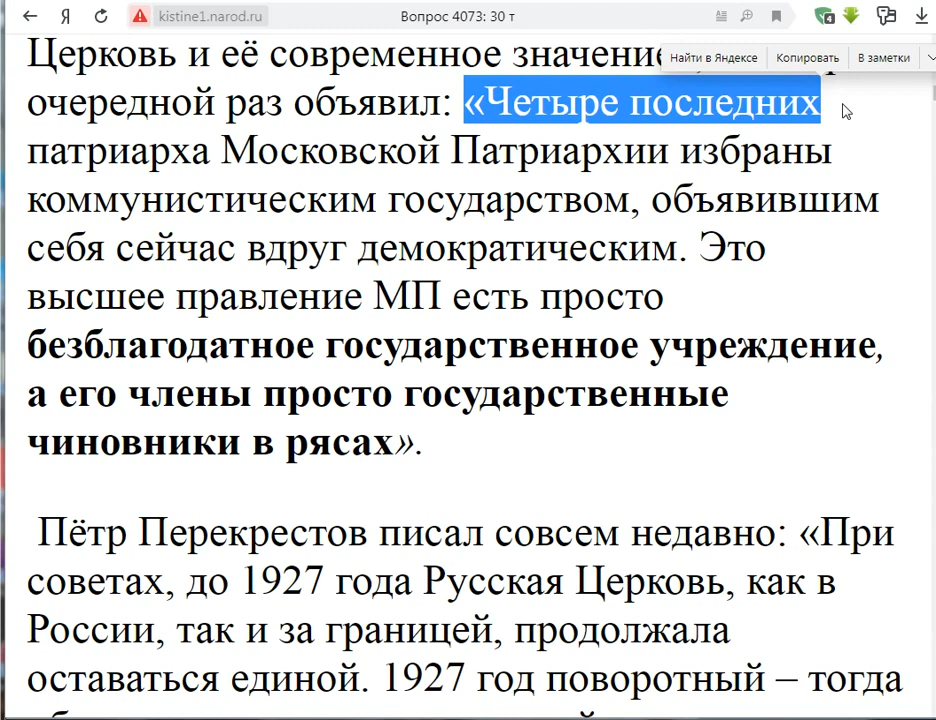 Я
kistine1.narod.ru
Вопрос 4073: 30 т
4
Найти в Яндексе
Копировать
В заметки
Церковь и её современное
очередной раз объявил: «Четыре последних
патриарха Московской Патриархии избраны
коммунистическим государством, объявившим
себя сейчас вдруг демократическим. Это
высшее правление МП есть просто
безблагодатное государственное учреждение,
а его члены просто государственные
чиновники в рясах».
Пётр Перекрестов писал совсем недавно: «При
советах, до 1927 года Русская Церковь, как в
России, так и за границей, продолжала
оставаться единой. 1927 год поворотный – тогда